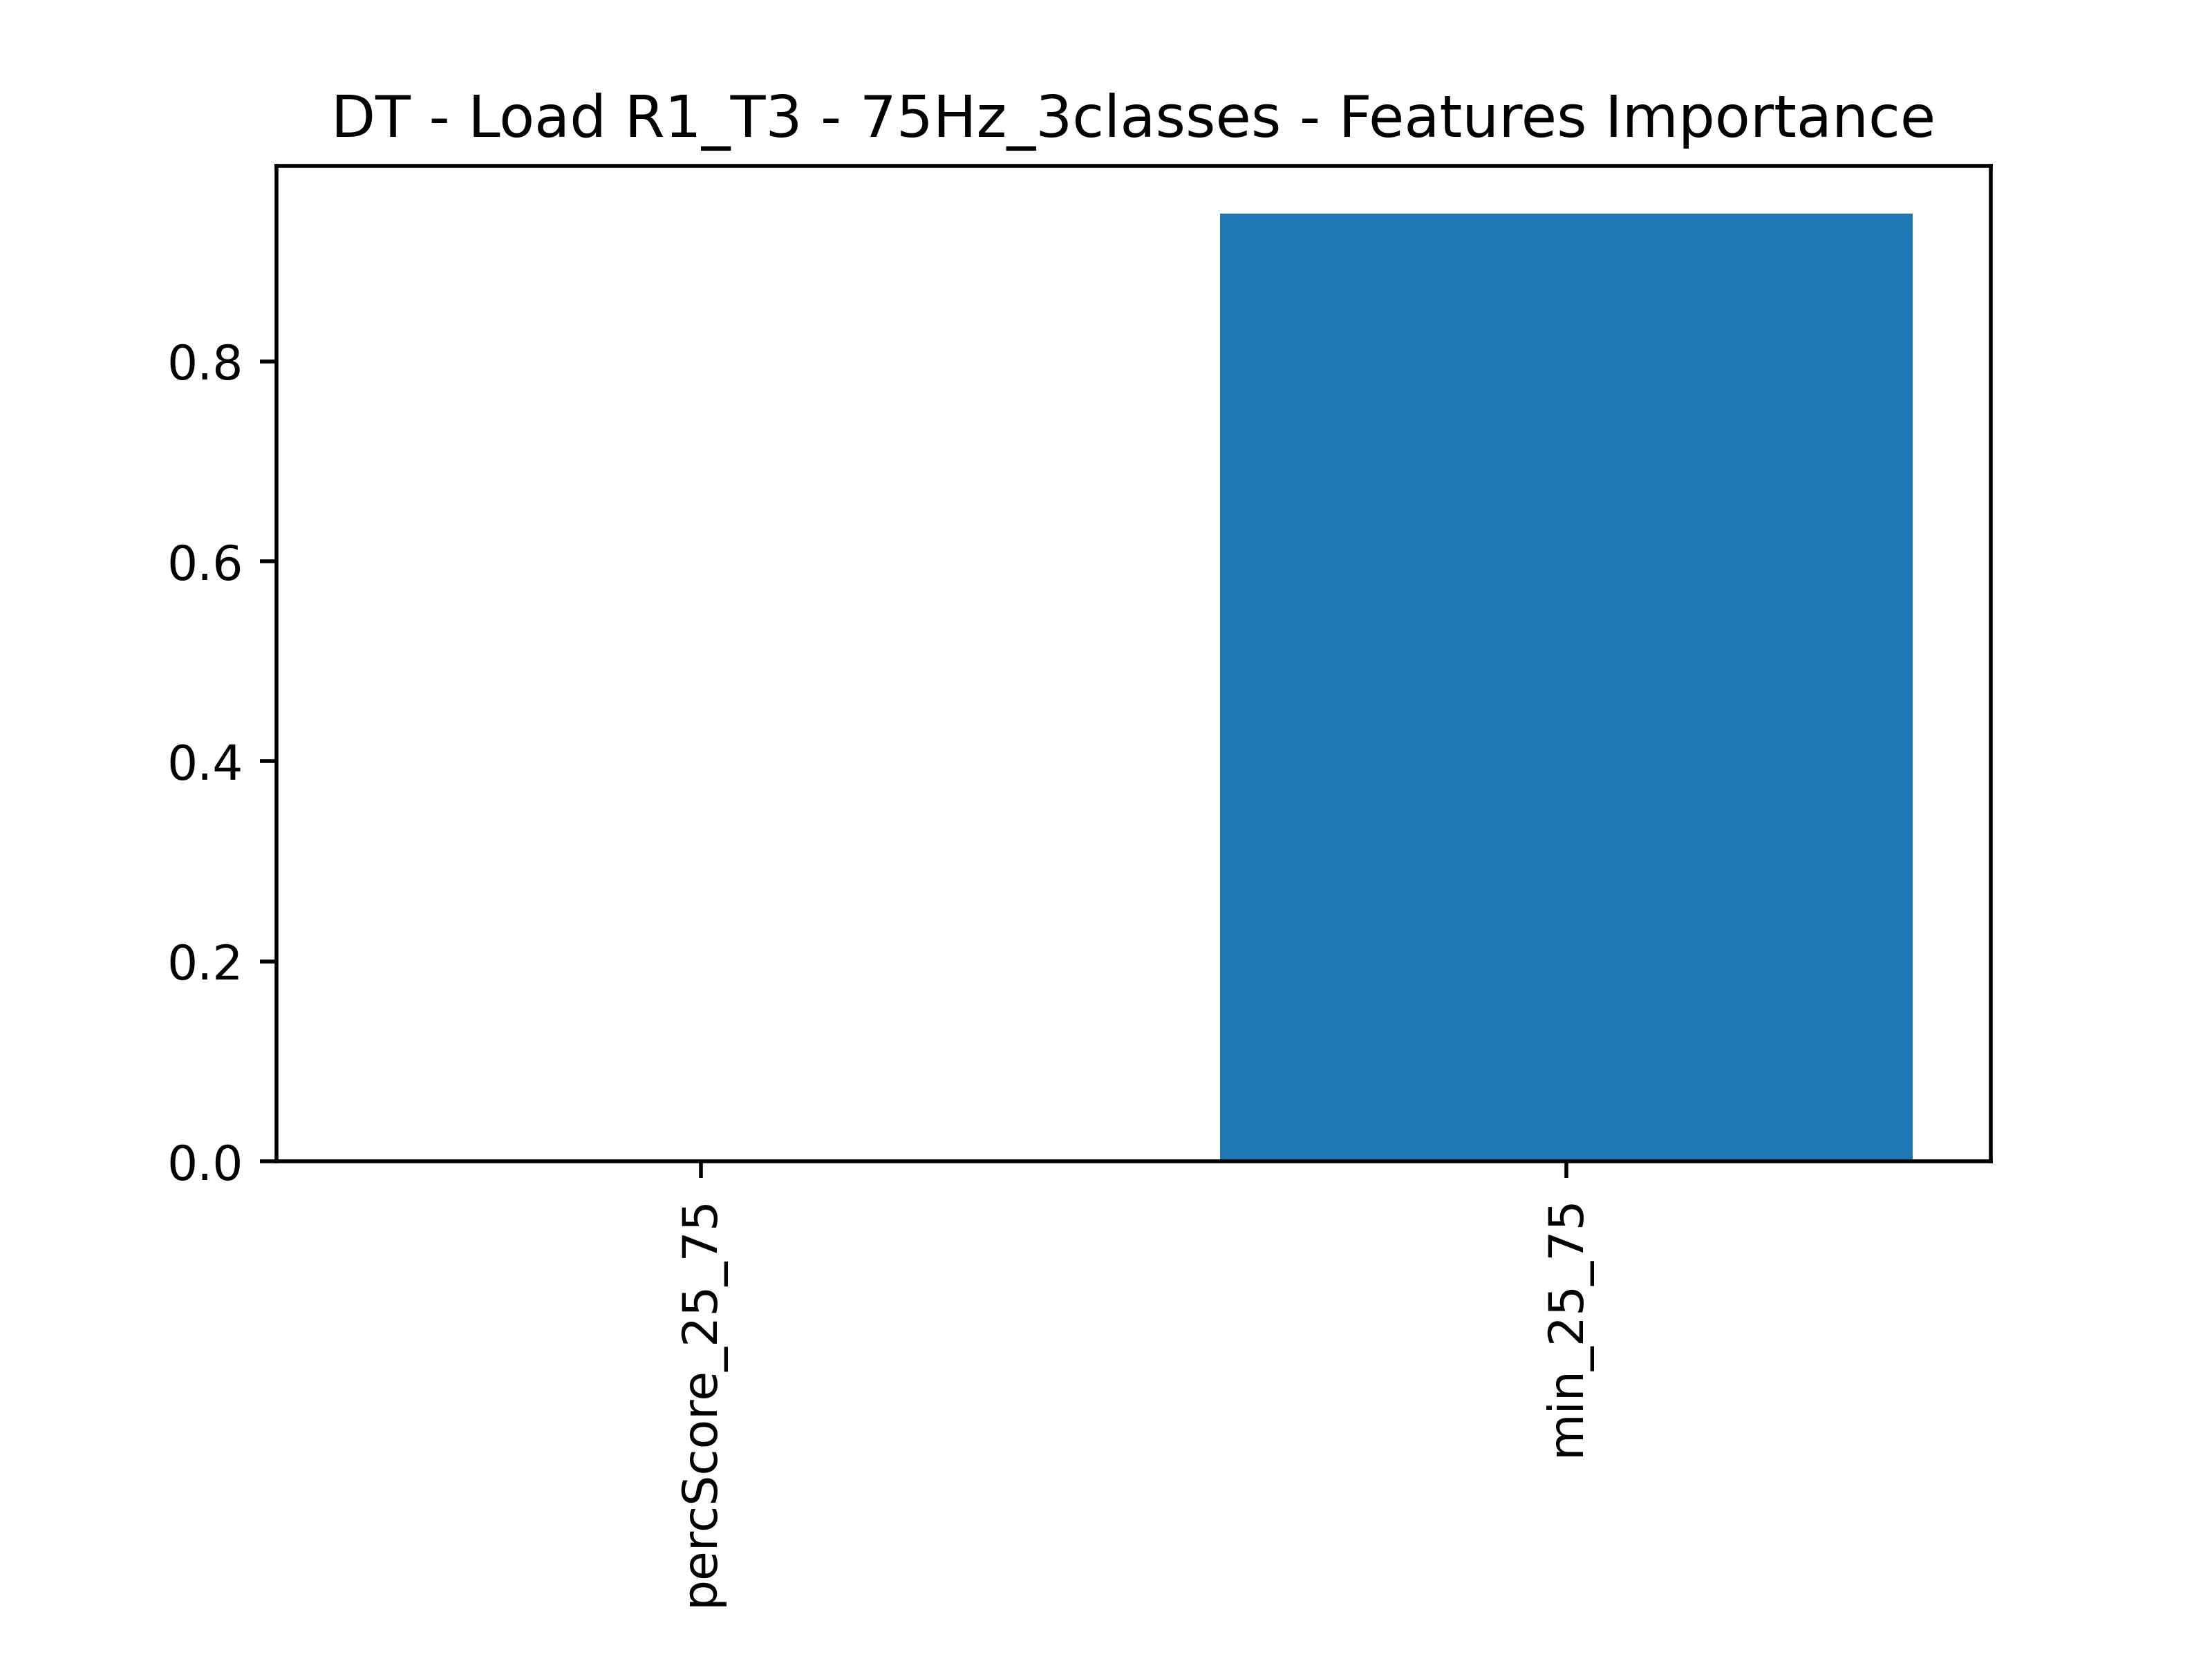 DT - Load R1_T3 - 75Hz_3classes - Features Importance
0.8
0.6
0.4
0.2
0.0
percScore_25_75
min_25_75